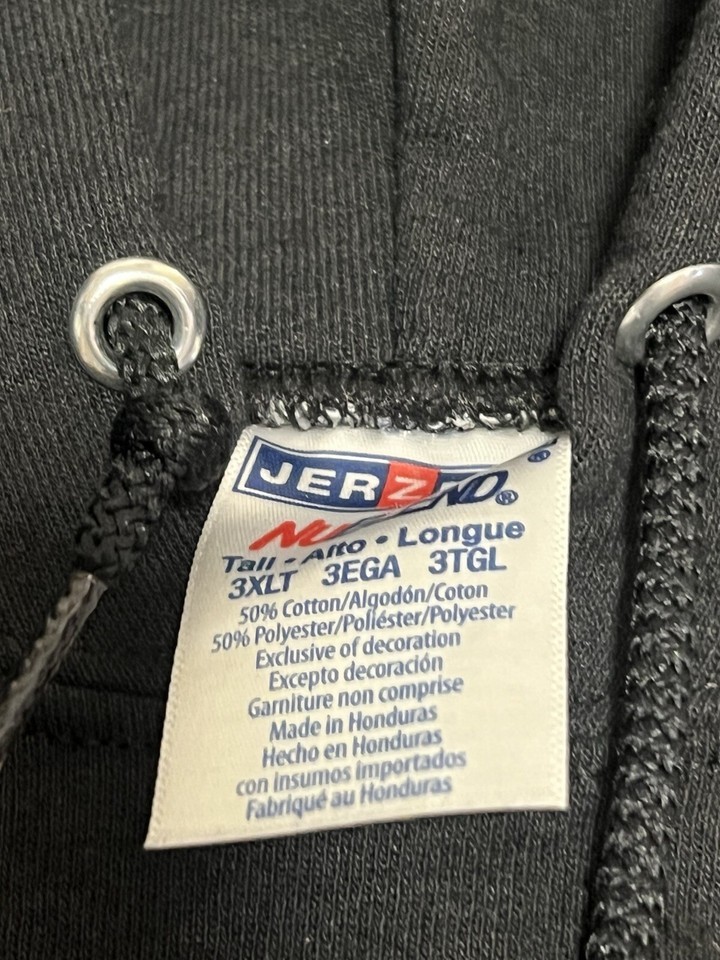 JERZ
®
Tall • Alto • Longue
3XLT 3EGA 3TGL
50% Cotton/Algodón/Coton
50% Polyester/Poliéster/Polyester
Exclusive of decoration
Excepto decoración
Garniture non comprise
Made in Honduras
Hecho en Honduras
con insumos importados
Fabriqué au Honduras